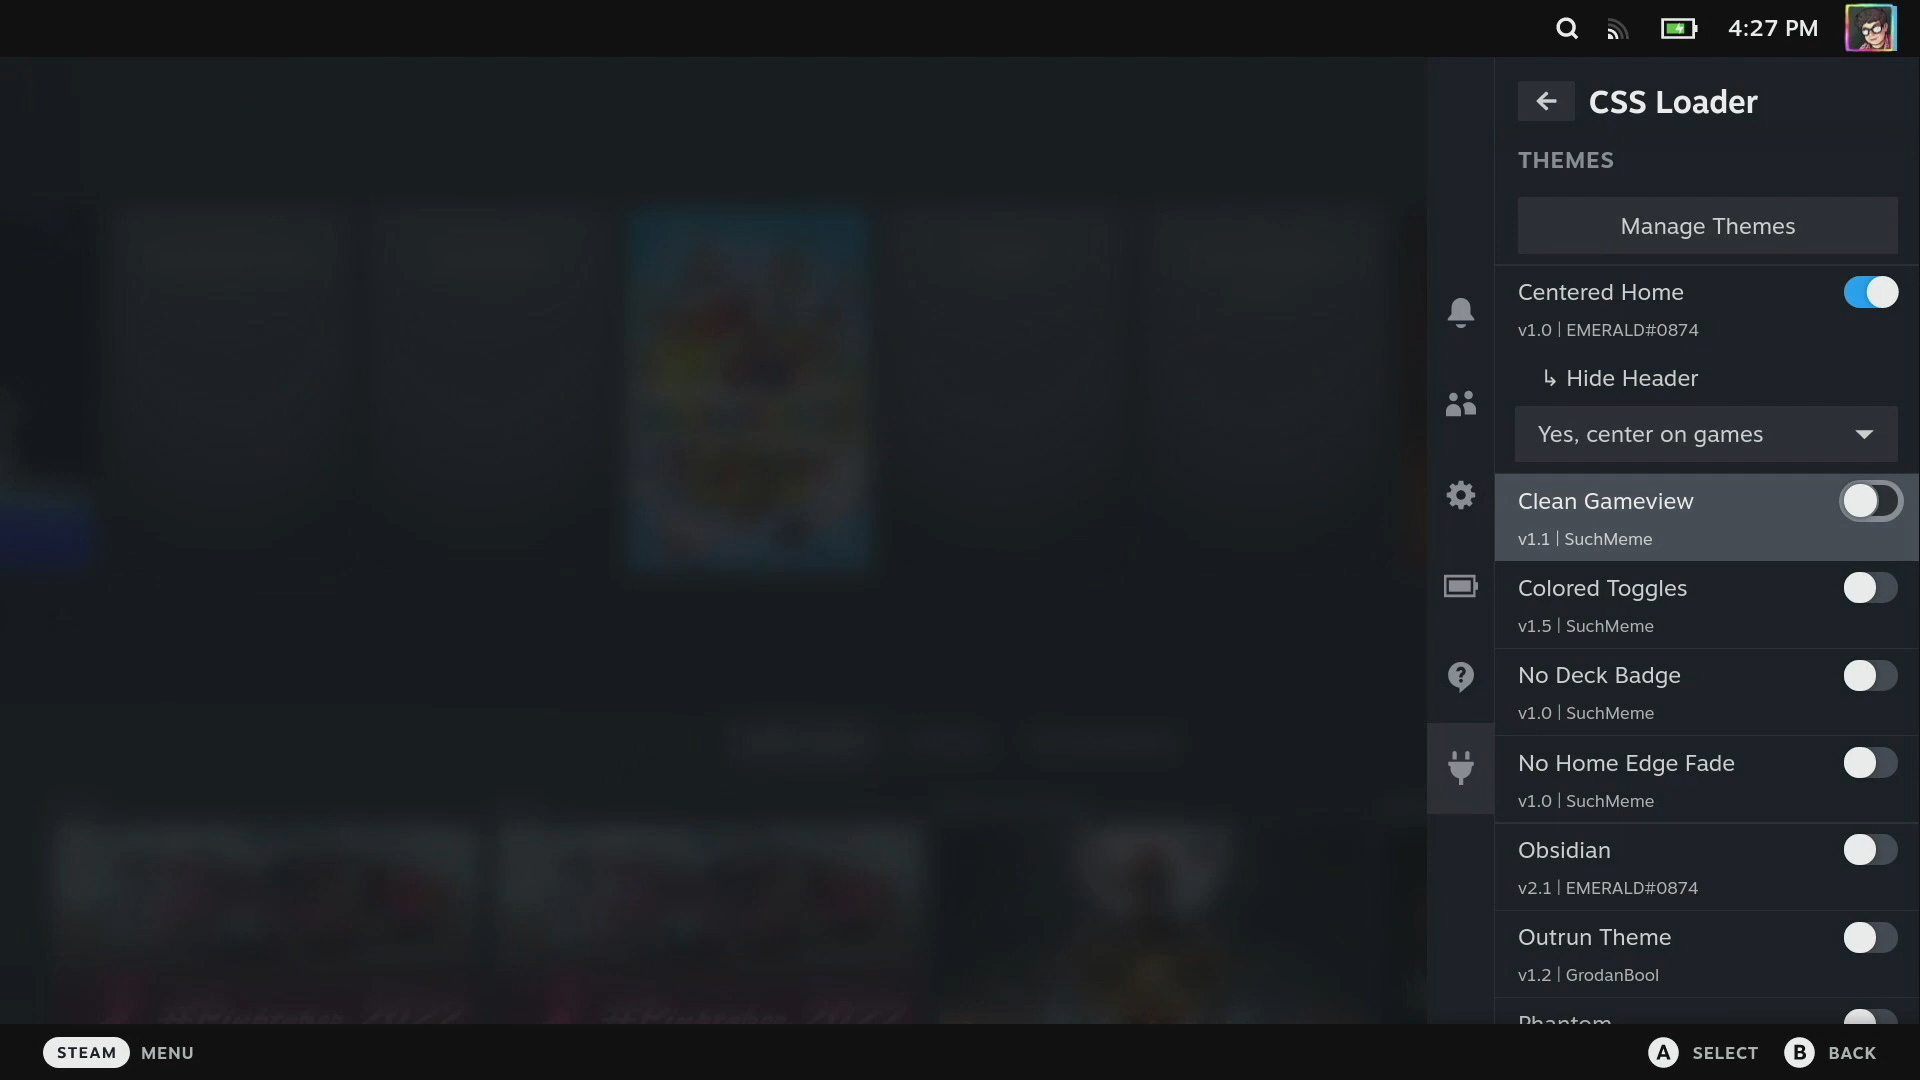 4:27 PM
CSS Loader
THEMES
Manage Themes
Centered Home
v1.0 | EMERALD#0874
↳ Hide Header
Yes, center on games
Clean Gameview
v1.1 | SuchMeme
Colored Toggles
v1.5 | SuchMeme
No Deck Badge
v1.0 | SuchMeme
No Home Edge Fade
v1.0 | SuchMeme
Obsidian
v2.1 | EMERALD#0874
Outrun Theme
v1.2 | GrodanBool
Phantom
STEAM MENU
A SELECT B BACK